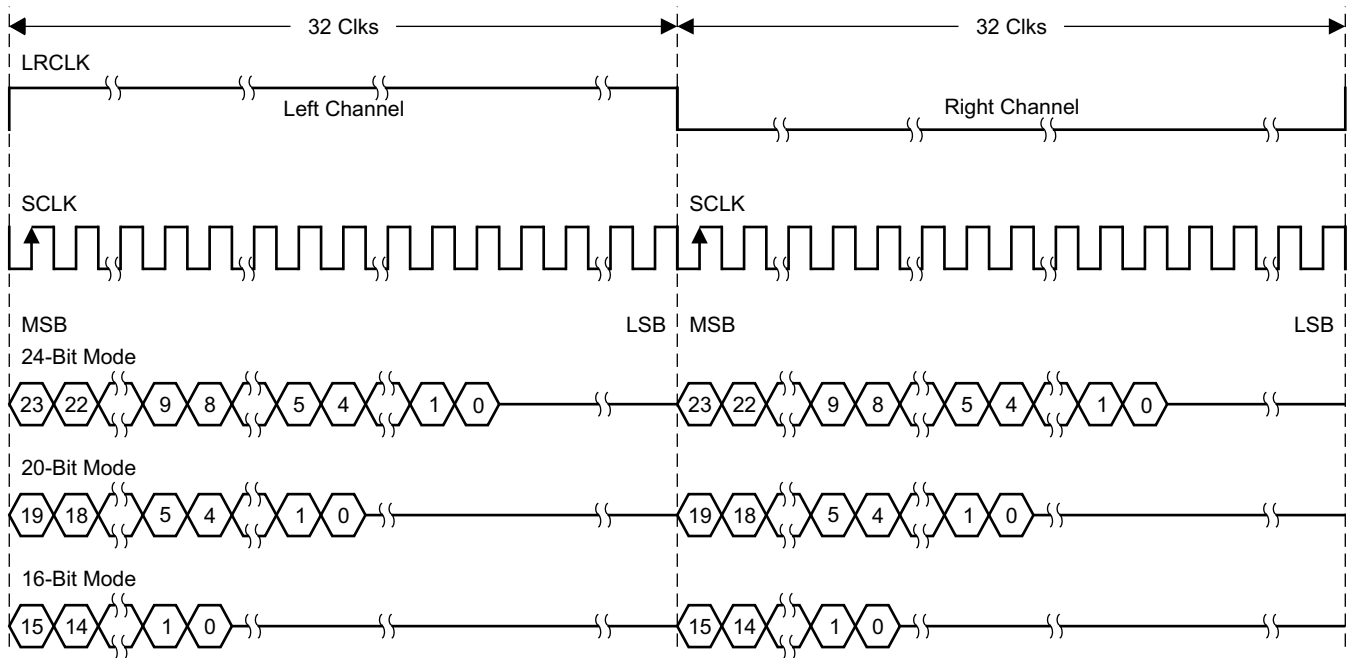 32 Clks 32 Clks
LRCLK
Left Channel Right Channel
SCLK SCLK
MSB LSB MSB LSB
24-Bit Mode
23 22 9 8 5 4 1 0 23 22 9 8 5 4 1 0
20-Bit Mode
19 18 5 4 1 0 19 18 5 4 1 0
16-Bit Mode
15 14 1 0 15 14 1 0